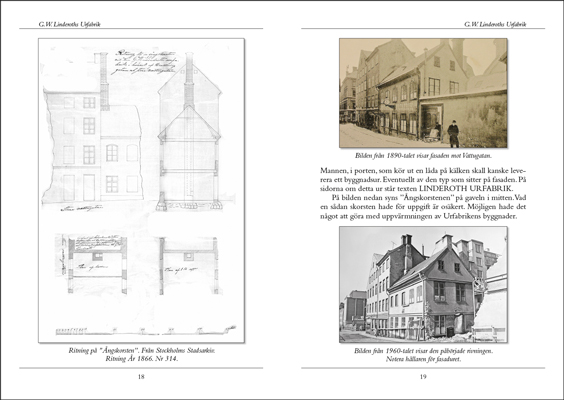 G.W. Linderoths Urfabrik
Ritning på "Ångskorsten". Från Stockholms Stadsarkiv.
Ritning År 1866. Nr 314.
18
G.W. Linderoths Urfabrik
Bilden från 1890-talet visar fasaden mot Vattugatan.
Mannen, i porten, som kör ut en låda på kälken skall kanske leve-
rera ett byggnadsur. Eventuellt av den typ som sitter på fasaden. På
sidorna om detta ur står texten LINDEROTH URFABRIK.
På bilden nedan syns "Ångskorstenen" på gaveln i mitten. Vad
en sådan skorsten hade för uppgift är osäkert. Möjligen hade det
något att göra med uppvärmningen av Urfabrikens byggnader.
Bilden från 1960-talet visar den påbörjade rivningen.
Notera hållaren för fasaduret.
19